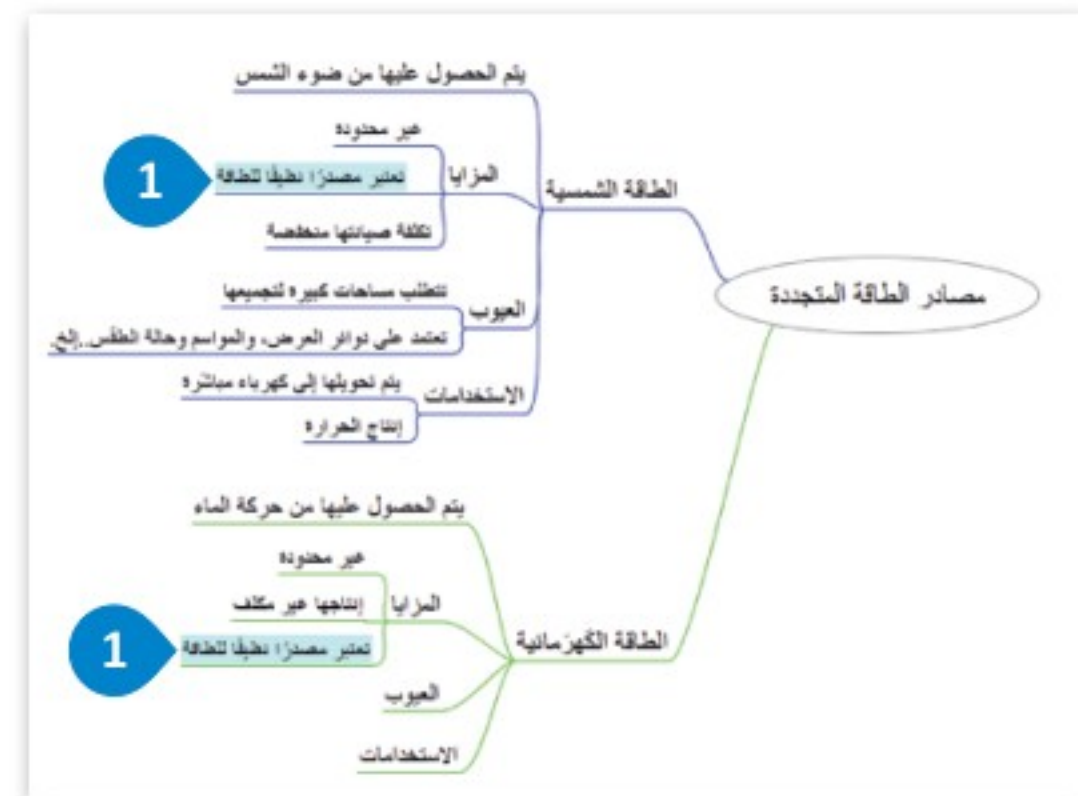 مصادر الطاقة المتجددة
الطاقة الشمسية
يتم الحصول عليها من ضوء الشمس
المزايا
غير محدودة
1
تعتبر مصدرًا نظيفًا للطاقة
تكلفة صيانتها منخفضة
العيوب
تتطلب مساحات كبيرة لتجميعها
تعتمد على دوائر العرض، والمواسم وحالة الطقس..إلخ.
الاستخدامات
يتم تحويلها إلى كهرباء مباشرة
إنتاج الحرارة
الطاقة الكَهرَمائية
يتم الحصول عليها من حركة الماء
المزايا
غير محدودة
إنتاجها غير مكلف
1
تعتبر مصدرًا نظيفًا للطاقة
العيوب
الاستخدامات